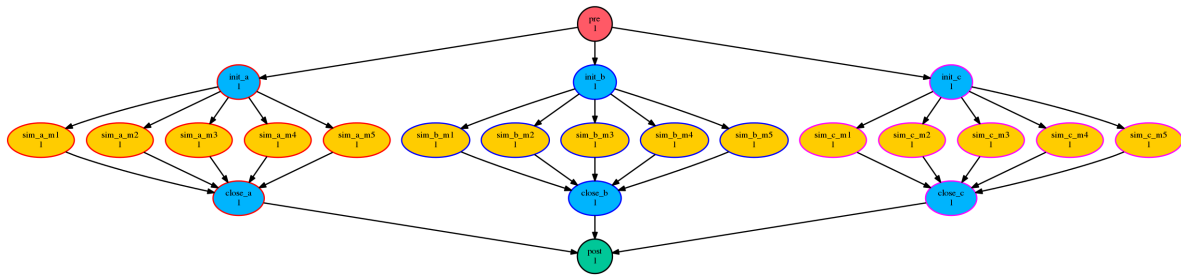 pre
1
init_a
1
init_b
1
init_c
1
sim_a_m1
1
sim_a_m2
1
sim_a_m3
1
sim_a_m4
1
sim_a_m5
1
sim_b_m1
1
sim_b_m2
1
sim_b_m3
1
sim_b_m4
1
sim_b_m5
1
sim_c_m1
1
sim_c_m2
1
sim_c_m3
1
sim_c_m4
1
sim_c_m5
1
close_a
1
close_b
1
close_c
1
post
1